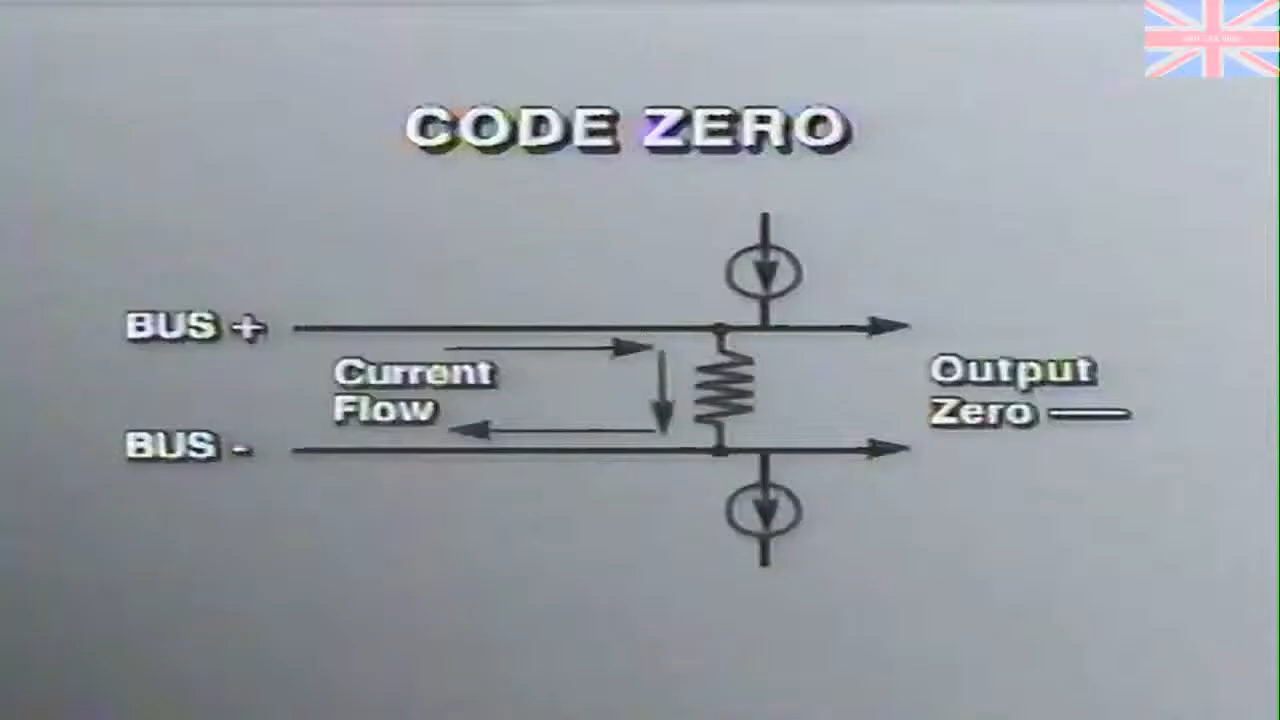 CODE ZERO
BUS +
Current
Flow
BUS -
Output
Zero